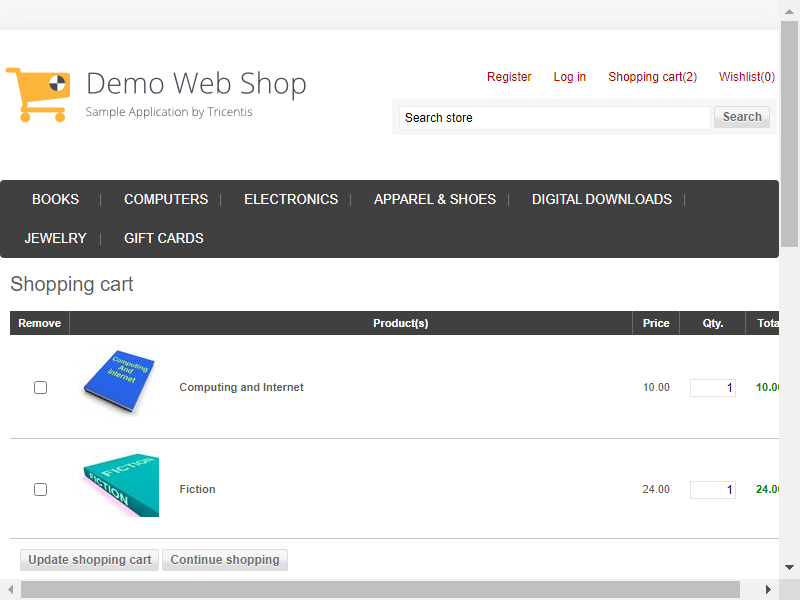 Demo Web Shop
Sample Application by Tricentis
Register Log in Shopping cart(2) Wishlist(0)
Search store Search
BOOKS COMPUTERS ELECTRONICS APPAREL & SHOES DIGITAL DOWNLOADS
JEWELRY GIFT CARDS
Shopping cart
Remove Product(s) Price Qty. Tota
Computing And Internet
Computing and Internet 10.00 1 10.0
FICTION
FICTION
Fiction 24.00 1 24.0
Update shopping cart Continue shopping